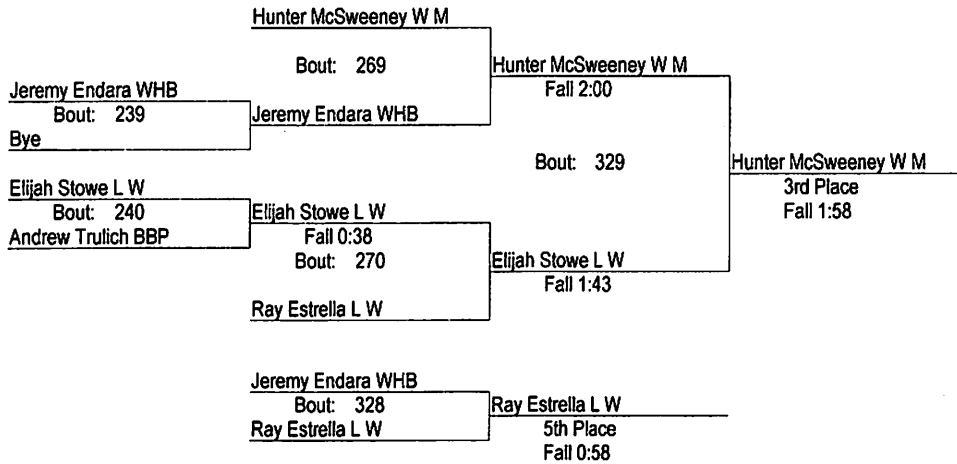 Hunter McSweeney W M
Bout: 269
Hunter McSweeney W M
Fall 2:00
Jeremy Endara WHB
Bout: 239
Bye
Jeremy Endara WHB
Bout: 329
Hunter McSweeney W M
3rd Place
Fall 1:58
Elijah Stowe L W
Bout: 240
Andrew Trulich BBP
Elijah Stowe L W
Fall 0:38
Bout: 270
Elijah Stowe L W
Fall 1:43
Ray Estrella L W
Jeremy Endara WHB
Bout: 328
Ray Estrella L W
Ray Estrella L W
5th Place
Fall 0:58